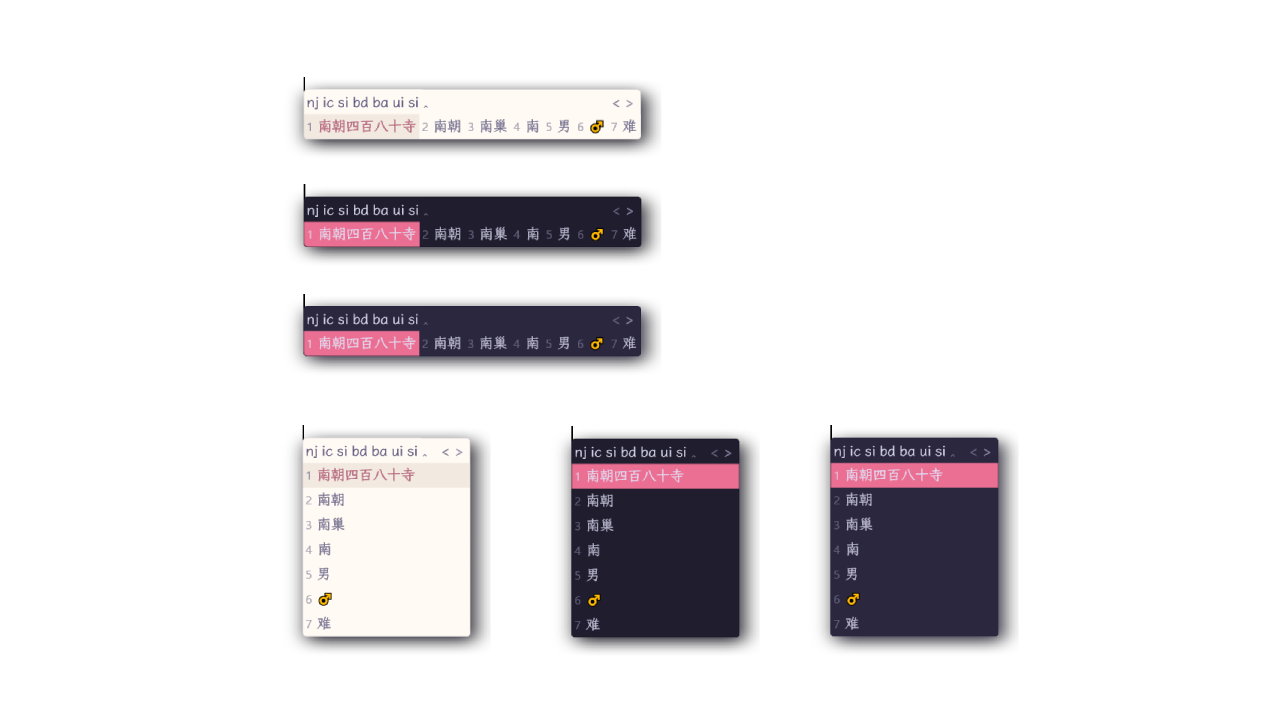 nj ic si bd ba ui si ‸ < >
1 南朝四百八十寺 2 南朝 3 南巢 4 南 5 男 6 ♂ 7 难
nj ic si bd ba ui si ‸ < >
1 南朝四百八十寺 2 南朝 3 南巢 4 南 5 男 6 ♂ 7 难
nj ic si bd ba ui si ‸ < >
1 南朝四百八十寺 2 南朝 3 南巢 4 南 5 男 6 ♂ 7 难
nj ic si bd ba ui si ‸ < >
1 南朝四百八十寺
2 南朝
3 南巢
4 南
5 男
6 ♂
7 难
nj ic si bd ba ui si ‸ < >
1 南朝四百八十寺
2 南朝
3 南巢
4 南
5 男
6 ♂
7 难
nj ic si bd ba ui si ‸ < >
1 南朝四百八十寺
2 南朝
3 南巢
4 南
5 男
6 ♂
7 难